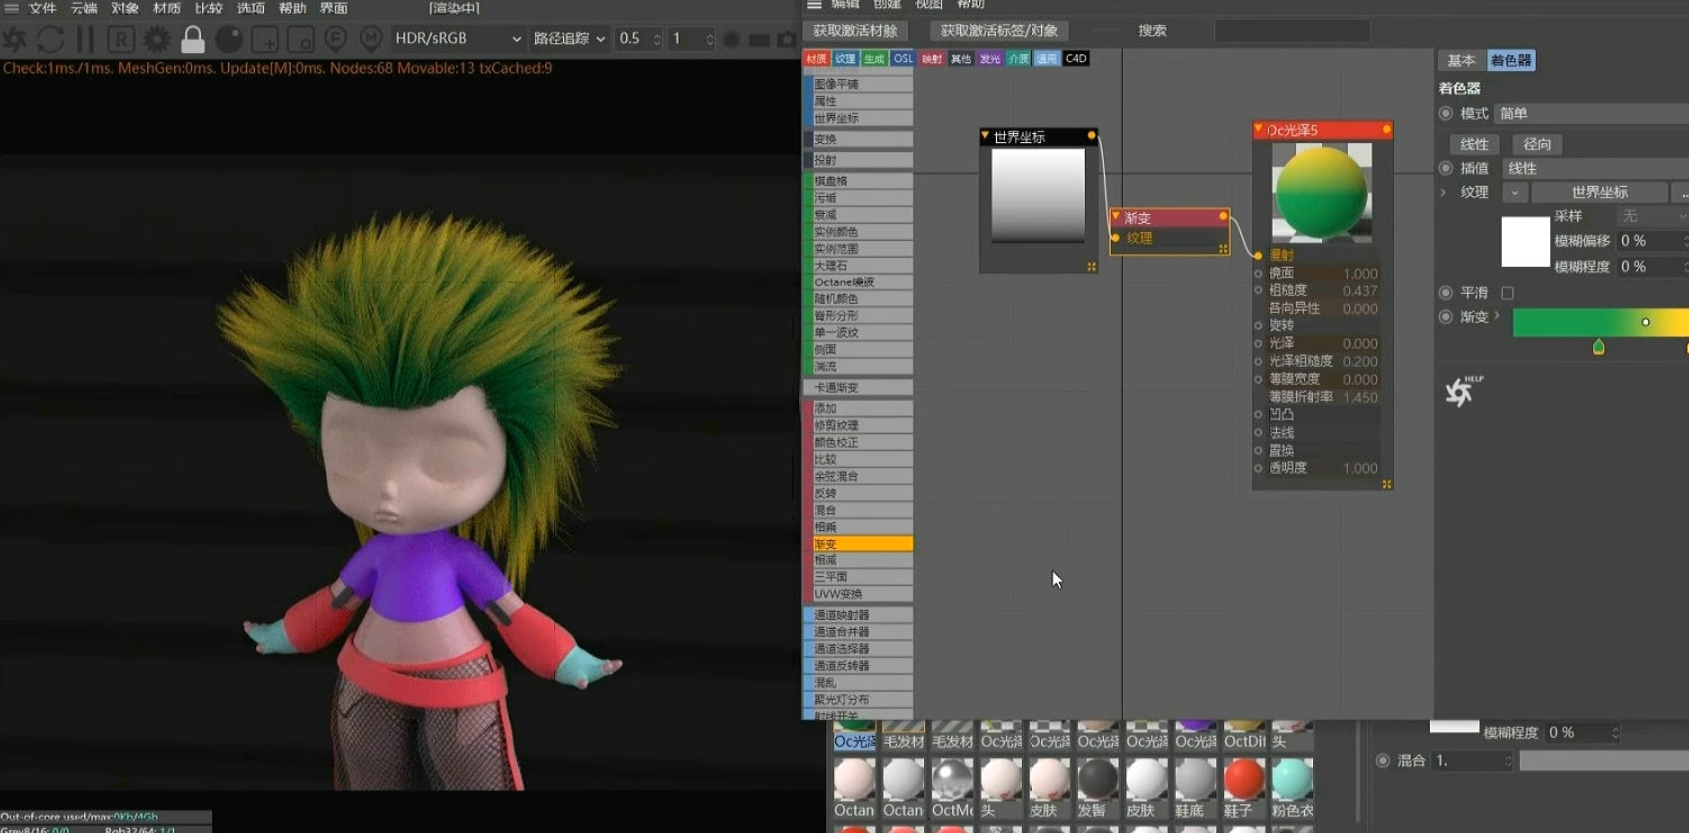 文件 云端 对象 材质 比较 选项 帮助 界面 [渲染中]
HDR/sRGB 路径追踪 0.5 1
Check:1ms./1ms. MeshGen:0ms. Update[M]:0ms. Nodes:68 Movable:13 txCached:9
Out-of-core used/max:0Kb/4Gb
Grey8/16: 0/0 Rgb32/64: 1/1
编辑 创建 视图 帮助
获取激活材质 获取激活标签/对象 搜索
材质 纹理 生成 OSL 映射 其他 发光 介质 通用 C4D
图像平铺
属性
世界坐标
变换
投射
棋盘格
污垢
衰减
实例颜色
实例范围
大理石
Octane噪波
随机颜色
脊形分形
单一波纹
侧面
湍流
卡通渐变
添加
修剪纹理
颜色校正
比较
余弦混合
反转
混合
相乘
渐变
相减
三平面
UVW变换
通道映射器
通道合并器
通道选择器
通道反转器
混乱
聚光灯分布
射线开关
世界坐标
渐变
纹理
Oc光泽5
漫射
镜面 1.000
粗糙度 0.437
各向异性 0.000
旋转
光泽 0.000
光泽粗糙度 0.200
薄膜宽度 0.000
薄膜折射率 1.450
凹凸
法线
置换
透明度 1.000
基本 着色器
着色器
模式 简单
线性 径向
插值 线性
纹理 世界坐标 ...
采样 无
模糊偏移 0 %
模糊程度 0 %
平滑
渐变
HELP
模糊程度 0 %
混合 1.
Oc光泽 毛发材 毛发材 Oc光泽 Oc光泽 Oc光泽 Oc光泽 Oc光泽 OctDif 头
Octan Octan OctMe 头 皮肤 发髻 皮肤 鞋底 鞋子 粉色衣